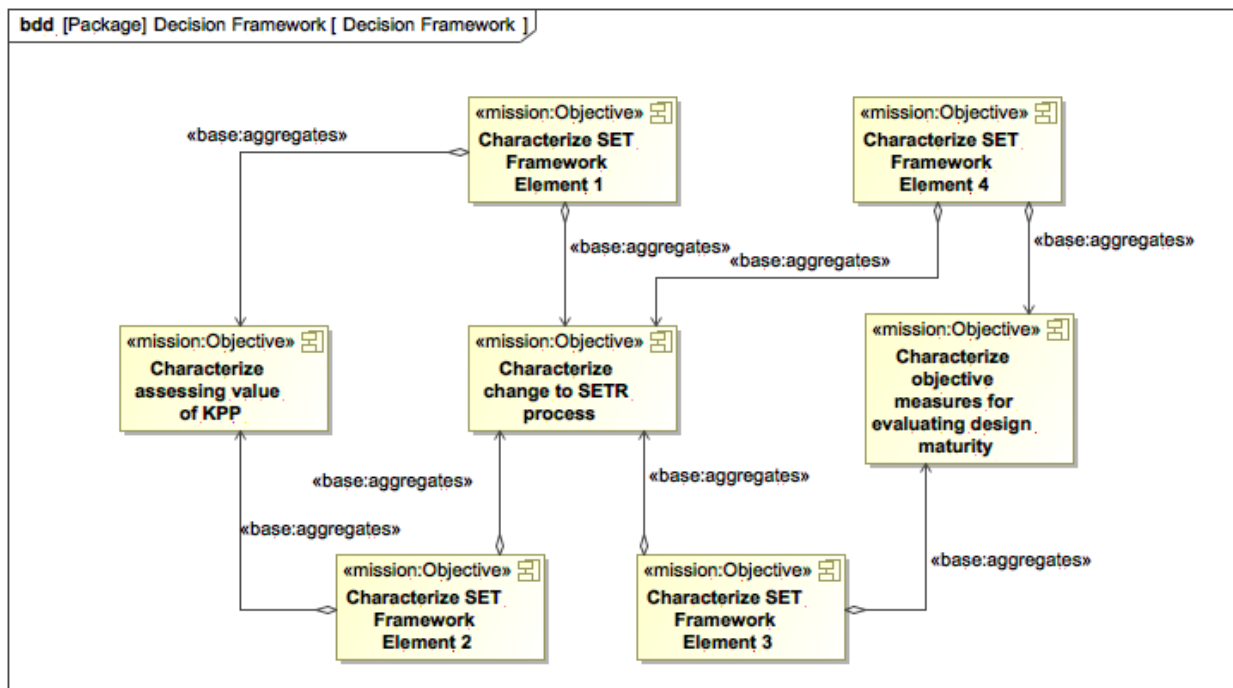 bdd [Package] Decision Framework [ Decision Framework ]
«mission:Objective»
Characterize SET
Framework
Element 1
«mission:Objective»
Characterize SET
Framework
Element 4
«base:aggregates»
«base:aggregates»
«base:aggregates»
«base:aggregates»
«mission:Objective»
Characterize
assessing value
of KPP
«mission:Objective»
Characterize
change to SETR
process
«mission:Objective»
Characterize
objective
measures for
evaluating design
maturity
«base:aggregates»
«base:aggregates»
«base:aggregates»
«base:aggregates»
«mission:Objective»
Characterize SET
Framework
Element 2
«mission:Objective»
Characterize SET
Framework
Element 3